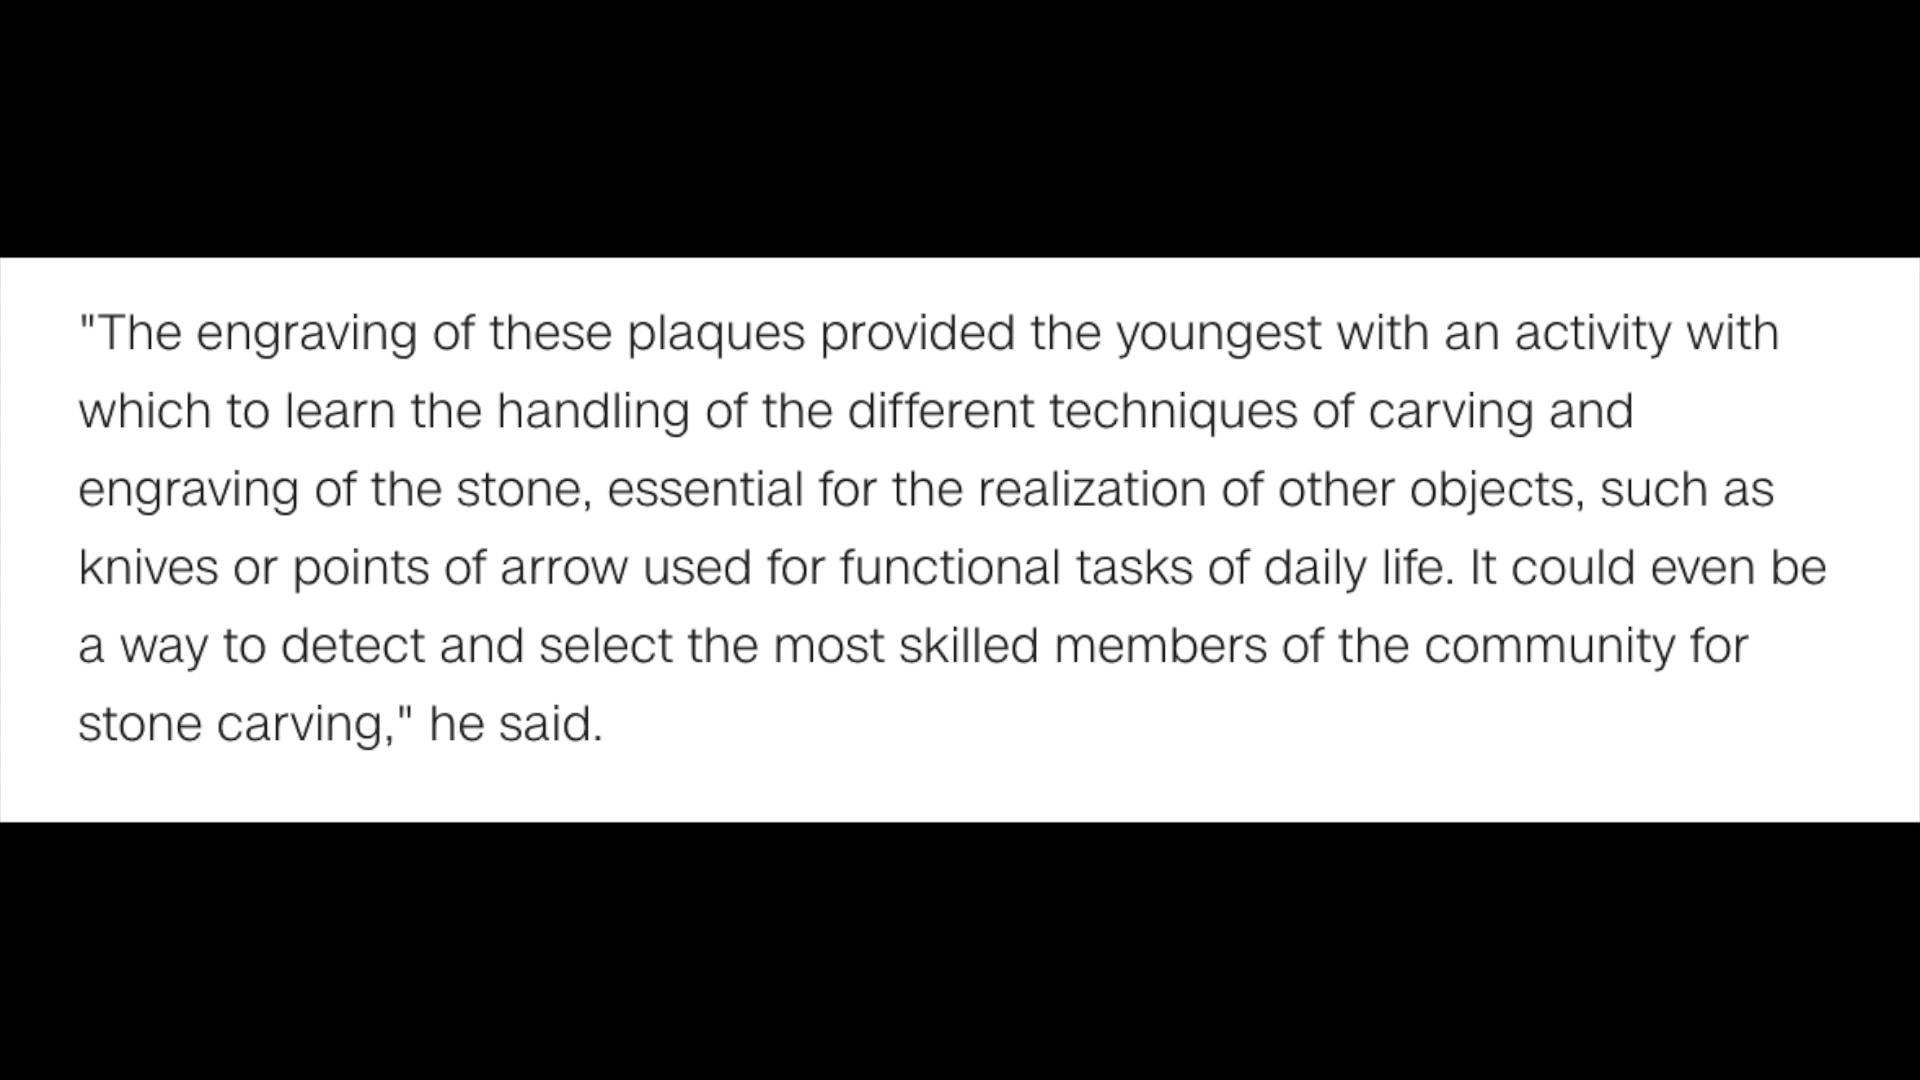 "The engraving of these plaques provided the youngest with an activity with
which to learn the handling of the different techniques of carving and
engraving of the stone, essential for the realization of other objects, such as
knives or points of arrow used for functional tasks of daily life. It could even be
a way to detect and select the most skilled members of the community for
stone carving," he said.